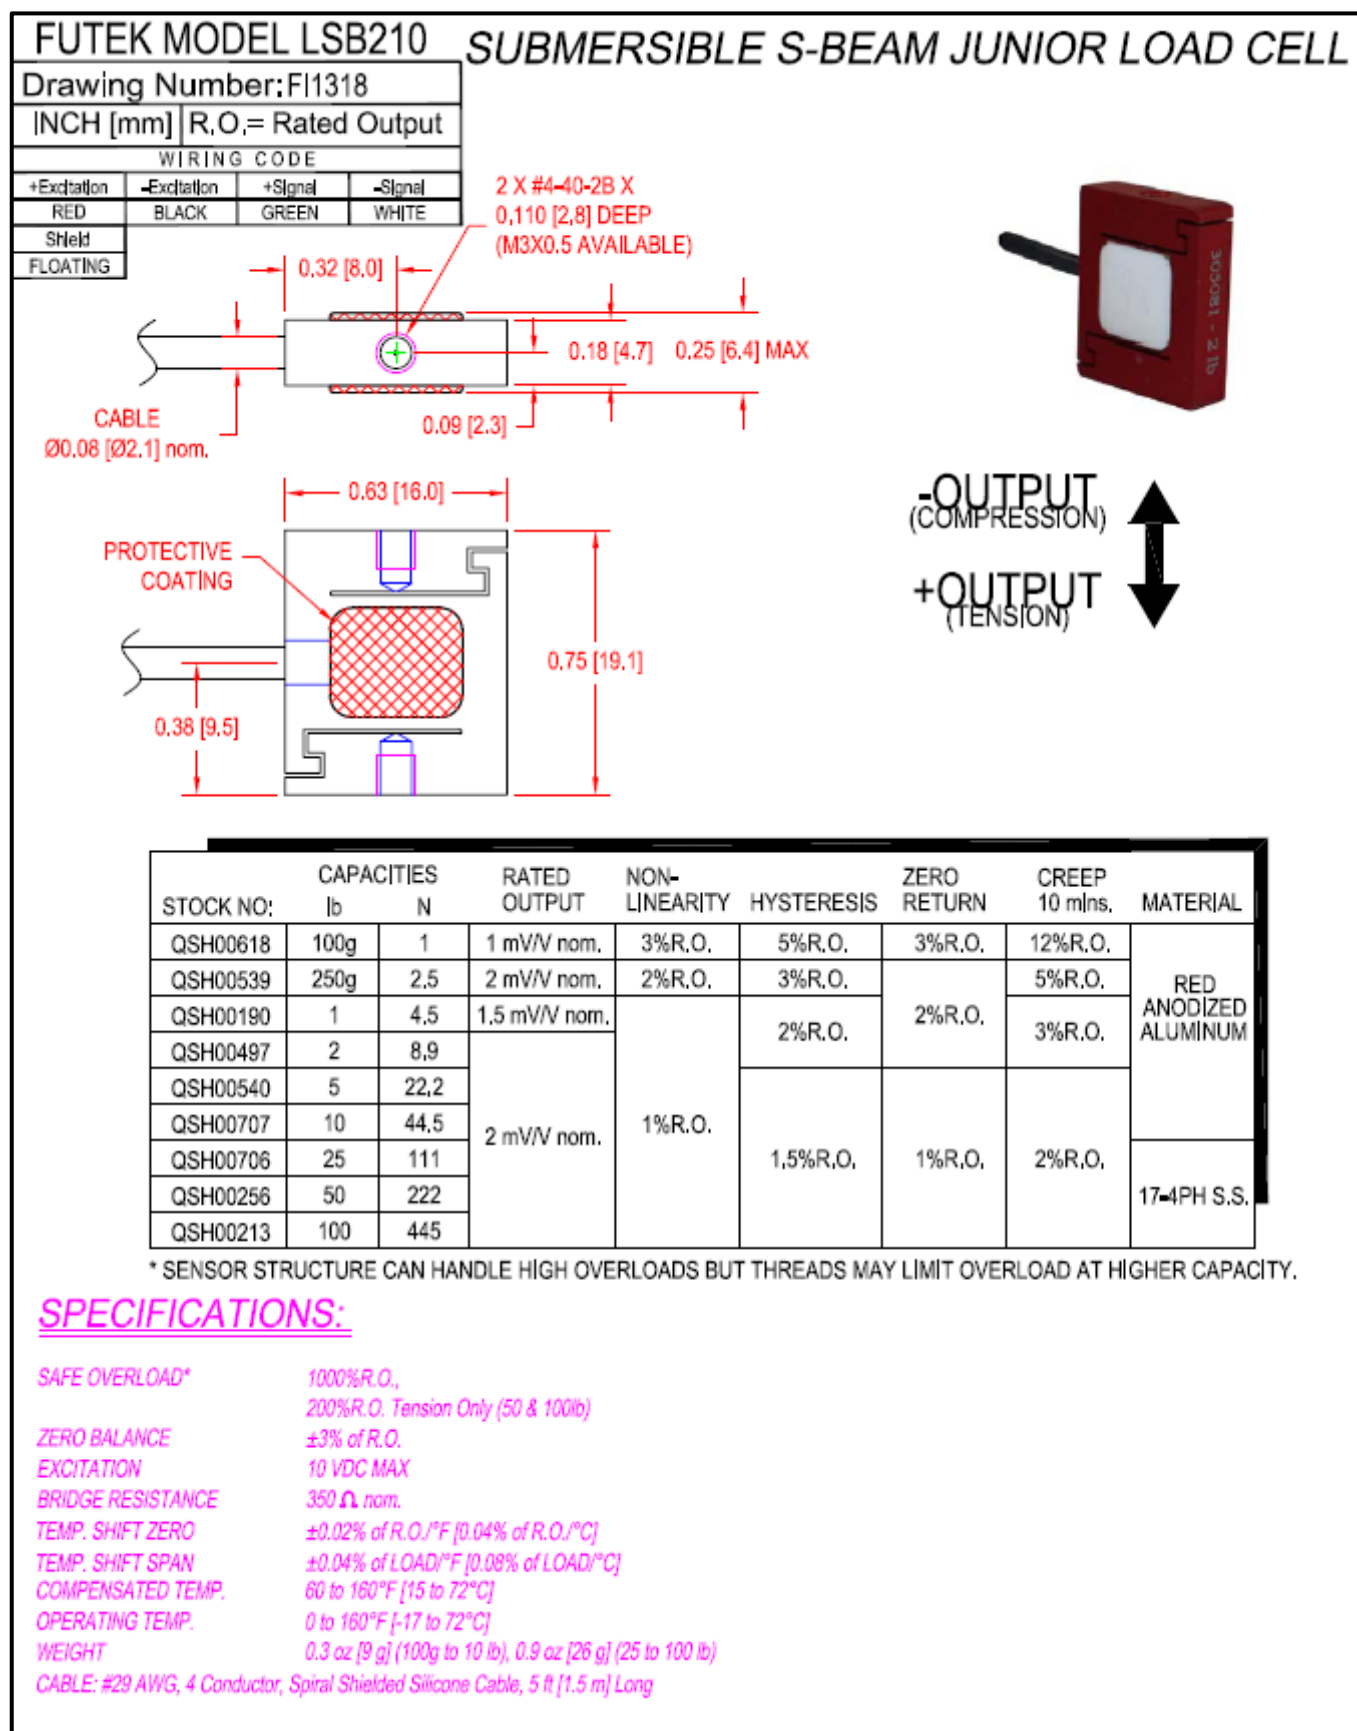 FUTEK MODEL LSB210
SUBMERSIBLE S-BEAM JUNIOR LOAD CELL
Drawing Number: FI1318
INCH [mm] R.O.= Rated Output
WIRING CODE
+Excitation -Excitation +Signal -Signal
RED BLACK GREEN WHITE
Shield
FLOATING
2 X #4-40-2B X
0.110 [2.8] DEEP
(M3X0.5 AVAILABLE)
0.32 [8.0]
0.18 [4.7]
0.25 [6.4] MAX
0.09 [2.3]
CABLE
Ø0.08 [Ø2.1] nom.
305081 - 2 lb
0.63 [16.0]
PROTECTIVE
COATING
0.75 [19.1]
0.38 [9.5]
-OUTPUT
(COMPRESSION)
+OUTPUT
(TENSION)
STOCK NO: CAPACITIES lb N RATED OUTPUT NON-LINEARITY HYSTERESIS ZERO RETURN CREEP 10 mins. MATERIAL
QSH00618 100g 1 1 mV/V nom. 3%R.O. 5%R.O. 3%R.O. 12%R.O.
QSH00539 250g 2.5 2 mV/V nom. 2%R.O. 3%R.O. 5%R.O.
RED
ANODIZED
ALUMINUM
QSH00190 1 4.5 1.5 mV/V nom. 2%R.O. 2%R.O. 3%R.O.
QSH00497 2 8.9
QSH00540 5 22.2
QSH00707 10 44.5 2 mV/V nom. 1%R.O.
QSH00706 25 111 1.5%R.O. 1%R.O. 2%R.O.
QSH00256 50 222 17-4PH S.S.
QSH00213 100 445
* SENSOR STRUCTURE CAN HANDLE HIGH OVERLOADS BUT THREADS MAY LIMIT OVERLOAD AT HIGHER CAPACITY.
SPECIFICATIONS:
SAFE OVERLOAD* 1000%R.O.,
200%R.O. Tension Only (50 & 100lb)
ZERO BALANCE ±3% of R.O.
EXCITATION 10 VDC MAX
BRIDGE RESISTANCE 350 Ω nom.
TEMP. SHIFT ZERO ±0.02% of R.O./°F [0.04% of R.O./°C]
TEMP. SHIFT SPAN ±0.04% of LOAD/°F [0.08% of LOAD/°C]
COMPENSATED TEMP. 60 to 160°F [15 to 72°C]
OPERATING TEMP. 0 to 160°F [-17 to 72°C]
WEIGHT 0.3 oz [9 g] (100g to 10 lb), 0.9 oz [26 g] (25 to 100 lb)
CABLE: #29 AWG, 4 Conductor, Spiral Shielded Silicone Cable, 5 ft [1.5 m] Long